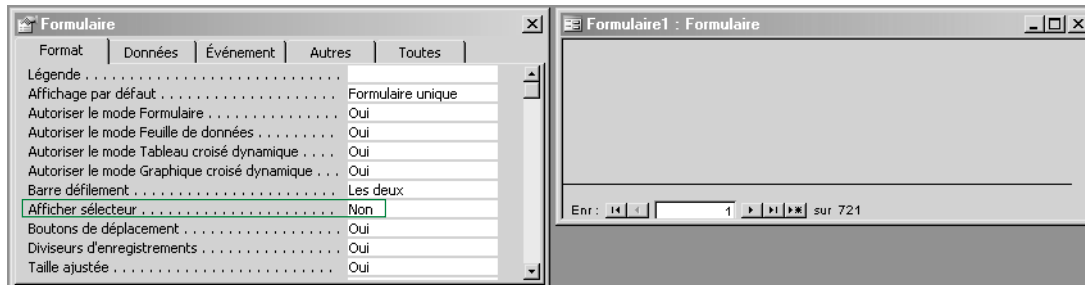 Formulaire
Format Données Événement Autres Toutes
Légende
Affichage par défaut Formulaire unique
Autoriser le mode Formulaire Oui
Autoriser le mode Feuille de données Oui
Autoriser le mode Tableau croisé dynamique Oui
Autoriser le mode Graphique croisé dynamique Oui
Barre défilement Les deux
Afficher sélecteur Non
Boutons de déplacement Oui
Diviseurs d'enregistrements Oui
Taille ajustée Oui
Formulaire1 : Formulaire
Enr : 1 sur 721